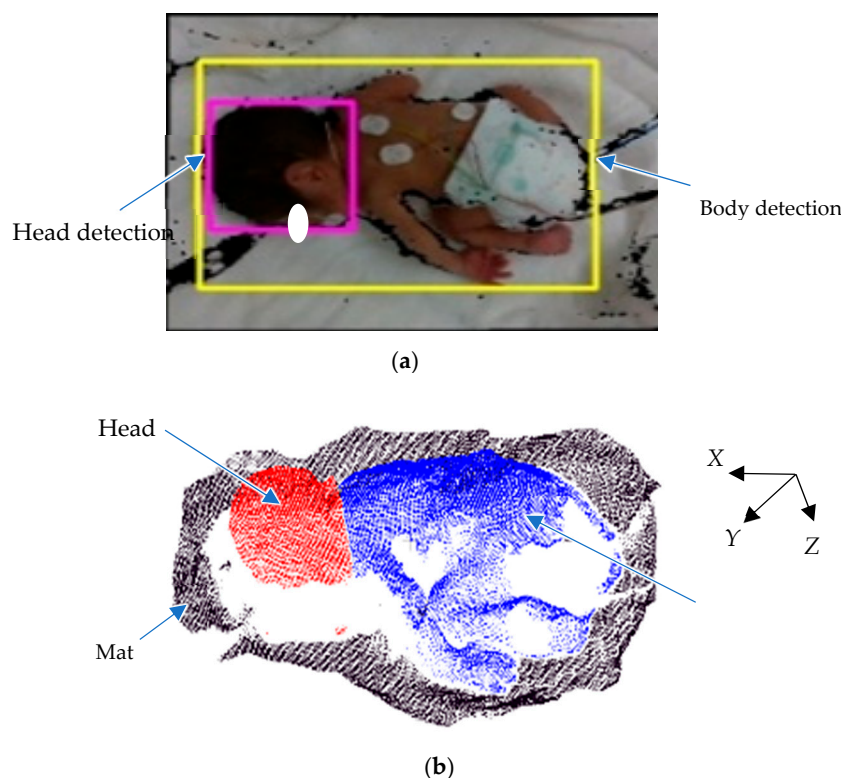 Head detection
Body detection
(a)
Head
X
Y
Z
Mat
(b)